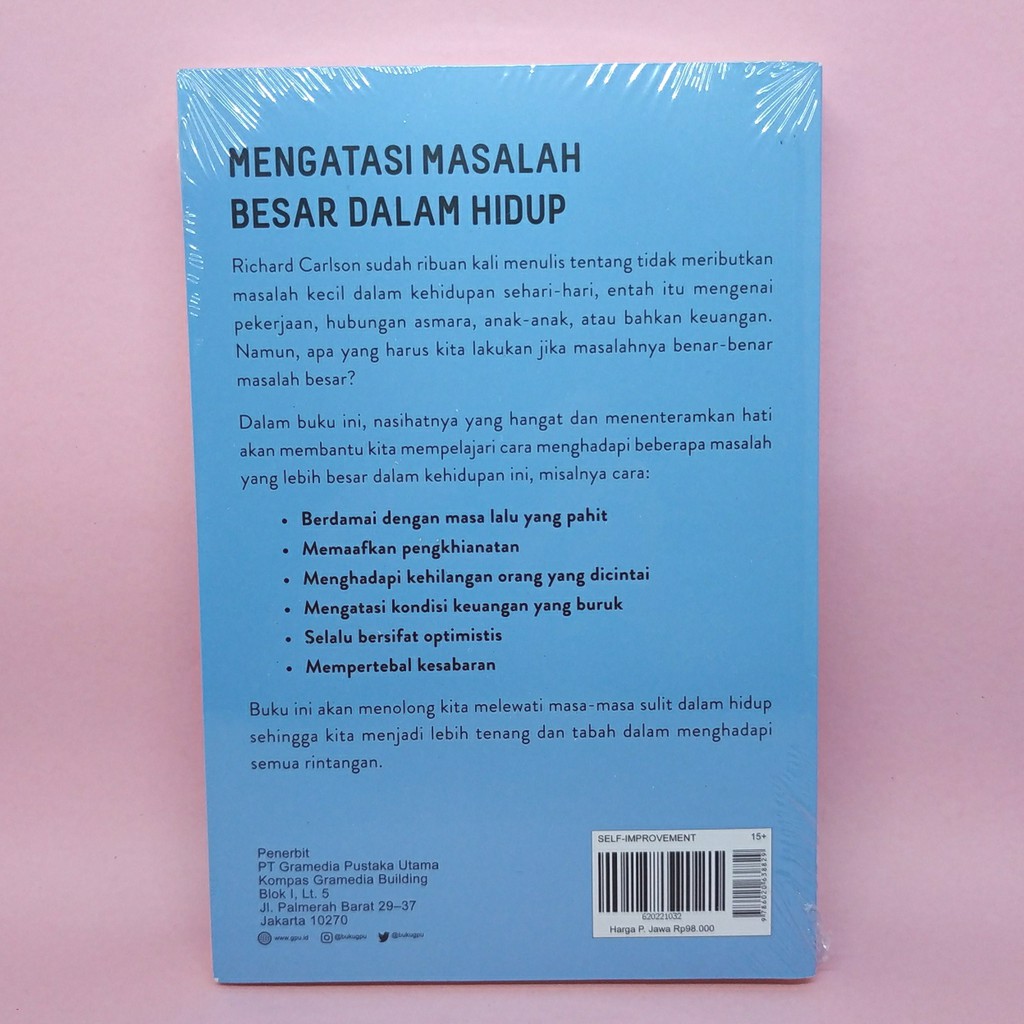 MENGATASI MASALAH
BESAR DALAM HIDUP
Richard Carlson sudah ribuan kali menulis tentang tidak meributkan
masalah kecil dalam kehidupan sehari-hari, entah itu mengenai
pekerjaan, hubungan asmara, anak-anak, atau bahkan keuangan.
Namun, apa yang harus kita lakukan jika masalahnya benar-benar
masalah besar?
Dalam buku ini, nasihatnya yang hangat dan menenteramkan hati
akan membantu kita mempelajari cara menghadapi beberapa masalah
yang lebih besar dalam kehidupan ini, misalnya cara:
• Berdamai dengan masa lalu yang pahit
• Memaafkan pengkhianatan
• Menghadapi kehilangan orang yang dicintai
• Mengatasi kondisi keuangan yang buruk
• Selalu bersifat optimistis
• Mempertebal kesabaran
Buku ini akan menolong kita melewati masa-masa sulit dalam hidup
sehingga kita menjadi lebih tenang dan tabah dalam menghadapi
semua rintangan.
Penerbit
PT Gramedia Pustaka Utama
Kompas Gramedia Building
Blok I, Lt. 5
Jl. Palmerah Barat 29–37
Jakarta 10270
www.gpu.id @bukugpu @bukugpu
SELF-IMPROVEMENT 15+
620221032
9786020638829
Harga P. Jawa Rp98.000